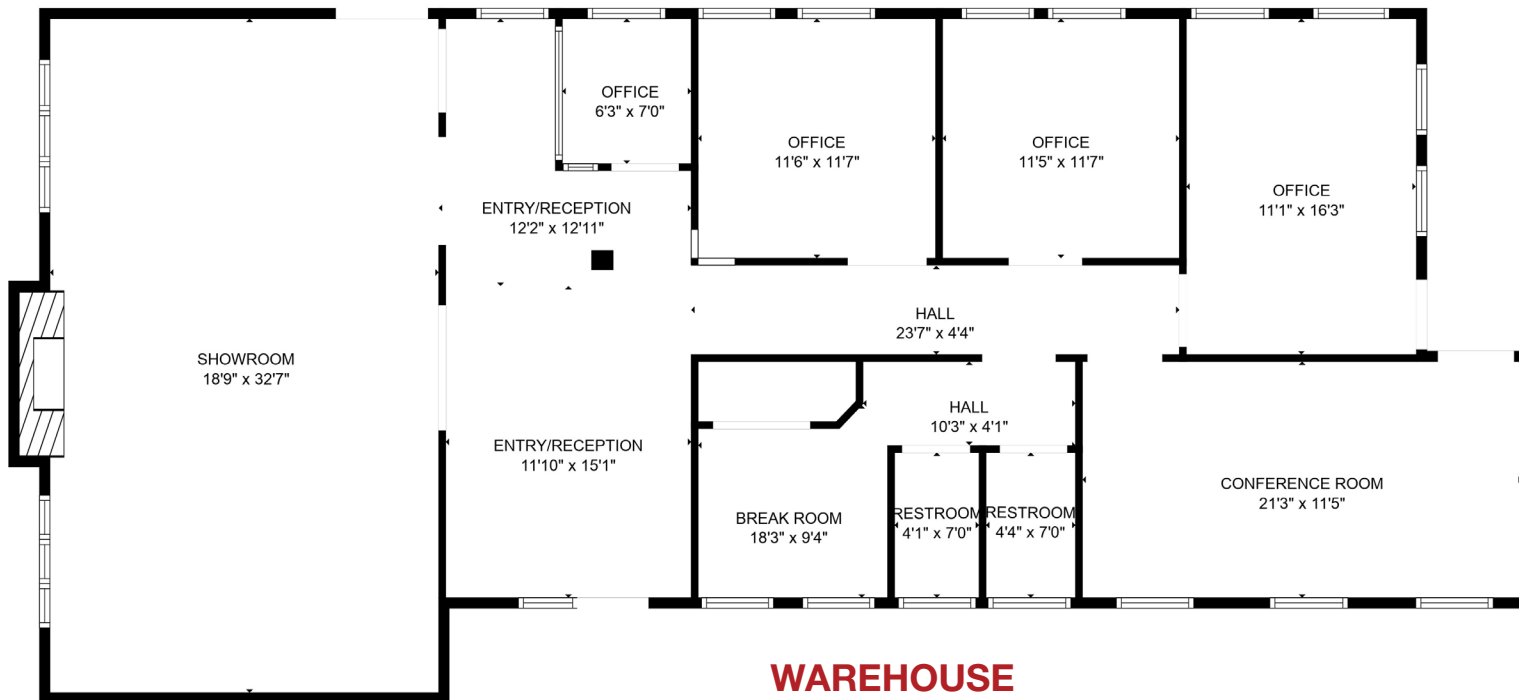 OFFICE
6'3" x 7'0"
OFFICE
11'6" x 11'7"
OFFICE
11'5" x 11'7"
OFFICE
11'1" x 16'3"
ENTRY/RECEPTION
12'2" x 12'11"
HALL
23'7" x 4'4"
SHOWROOM
18'9" x 32'7"
HALL
10'3" x 4'1"
ENTRY/RECEPTION
11'10" x 15'1"
BREAK ROOM
18'3" x 9'4"
RESTROOM
4'1" x 7'0"
RESTROOM
4'4" x 7'0"
CONFERENCE ROOM
21'3" x 11'5"
WAREHOUSE